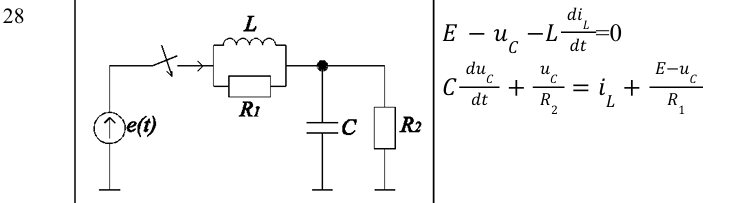 28
L
R1
e(t)
C
R2
E − u_C − L di_L/dt = 0
C du_C/dt + u_C/R_2 = i_L + (E−u_C)/R_1